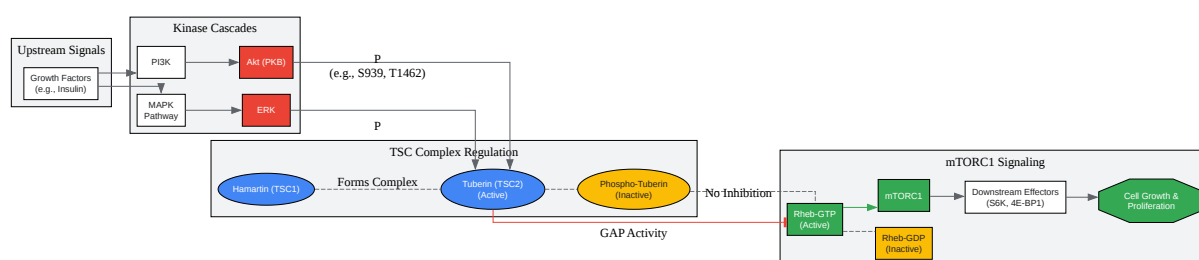 Upstream Signals
Growth Factors
(e.g., Insulin)
Kinase Cascades
PI3K
Akt (PKB)
MAPK
Pathway
ERK
P
(e.g., S939, T1462)
P
TSC Complex Regulation
Hamartin (TSC1)
Forms Complex
Tuberin (TSC2)
(Active)
Phospho-Tuberin
(Inactive)
No Inhibition
GAP Activity
mTORC1 Signaling
Rheb-GTP
(Active)
mTORC1
Rheb-GDP
(Inactive)
Downstream Effectors
(S6K, 4E-BP1)
Cell Growth &
Proliferation